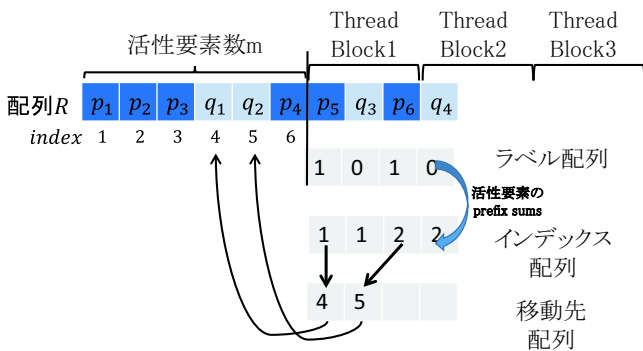 活性要素数m
Thread Block1
Thread Block2
Thread Block3
配列R p₁ p₂ p₃ q₁ q₂ p₄ p₅ q₃ p₆ q₄
index 1 2 3 4 5 6
1 0 1 0 ラベル配列
活性要素の
prefix sums
1 1 2 2 インデックス
配列
4 5 移動先
配列